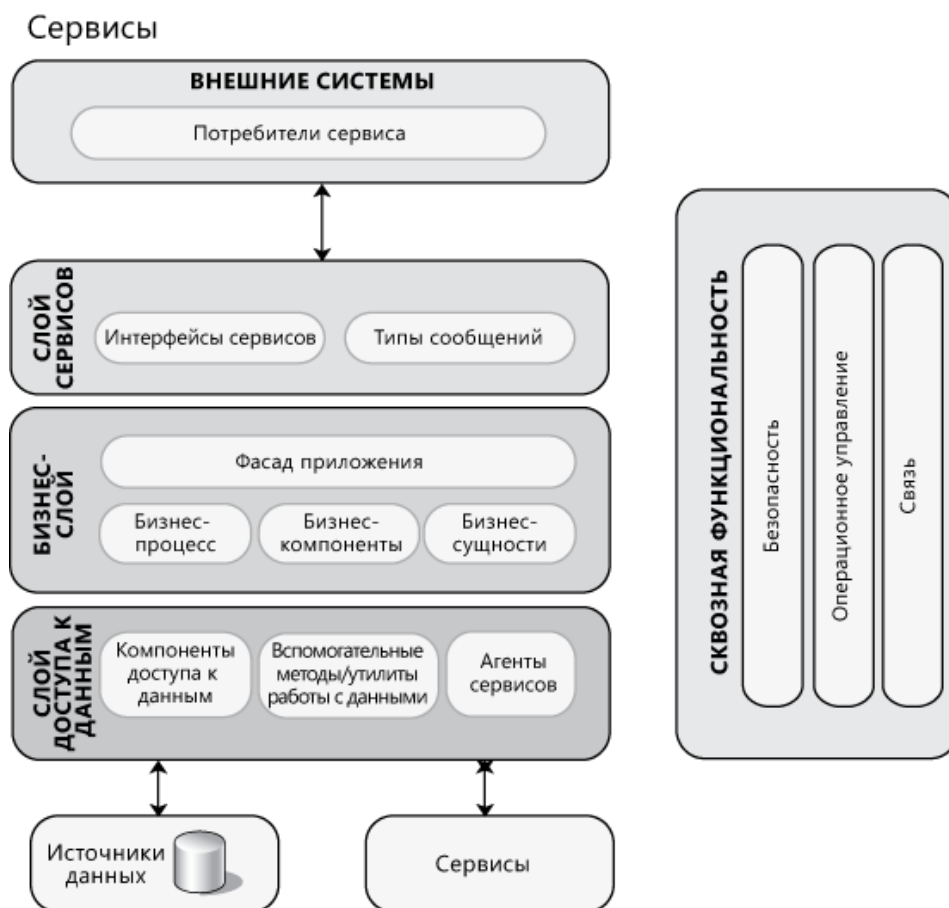 Сервисы
ВНЕШНИЕ СИСТЕМЫ
Потребители сервиса
СЛОЙ
СЕРВИСОВ
Интерфейсы сервисов
Типы сообщений
БИЗНЕС-
СЛОЙ
Фасад приложения
Бизнес-
процесс
Бизнес-
компоненты
Бизнес-
сущности
СЛОЙ
ДОСТУПА К
ДАННЫМ
Компоненты
доступа к
данным
Вспомогательные
методы/утилиты
работы с данными
Агенты
сервисов
Источники
данных
Сервисы
СКВОЗНАЯ ФУНКЦИОНАЛЬНОСТЬ
Безопасность
Операционное управление
Связь